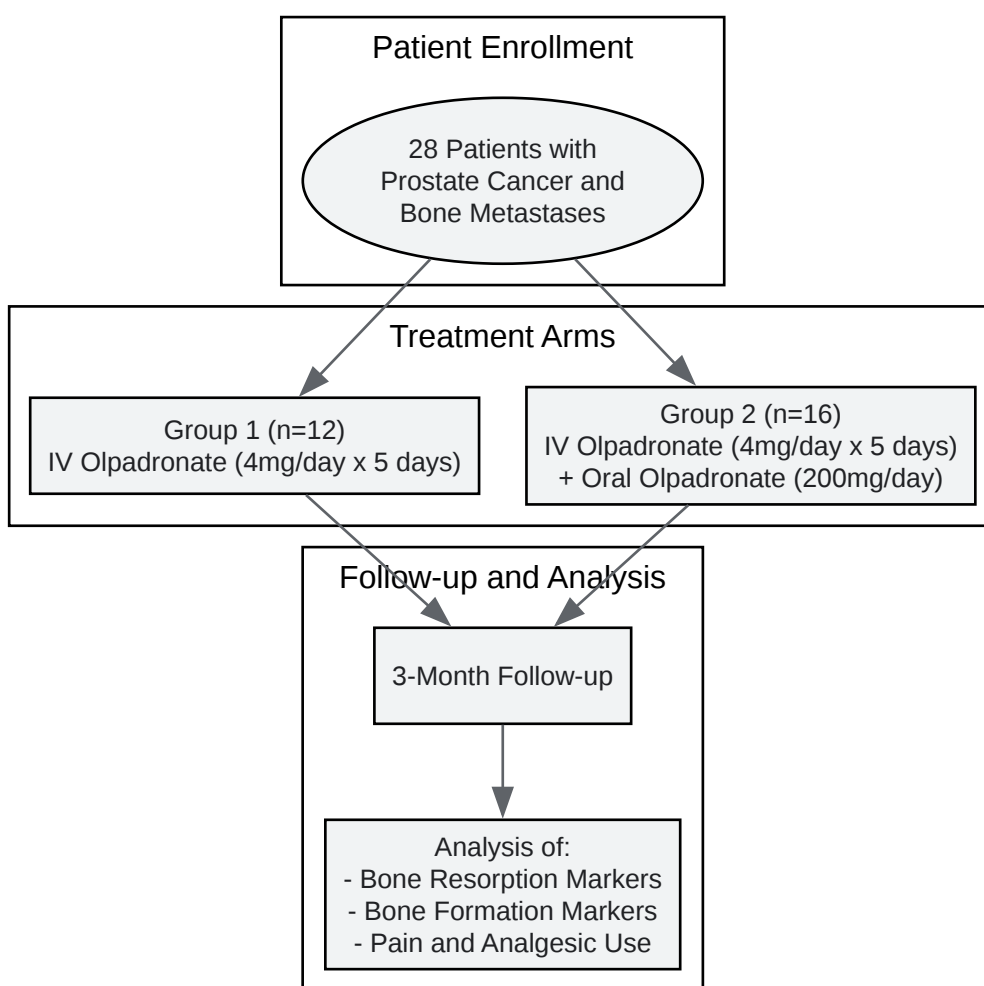 Patient Enrollment
28 Patients with
Prostate Cancer and
Bone Metastases
Treatment Arms
Group 1 (n=12)
IV Olpadronate (4mg/day x 5 days)
Group 2 (n=16)
IV Olpadronate (4mg/day x 5 days)
+ Oral Olpadronate (200mg/day)
Follow-up and Analysis
3-Month Follow-up
Analysis of:
- Bone Resorption Markers
- Bone Formation Markers
- Pain and Analgesic Use